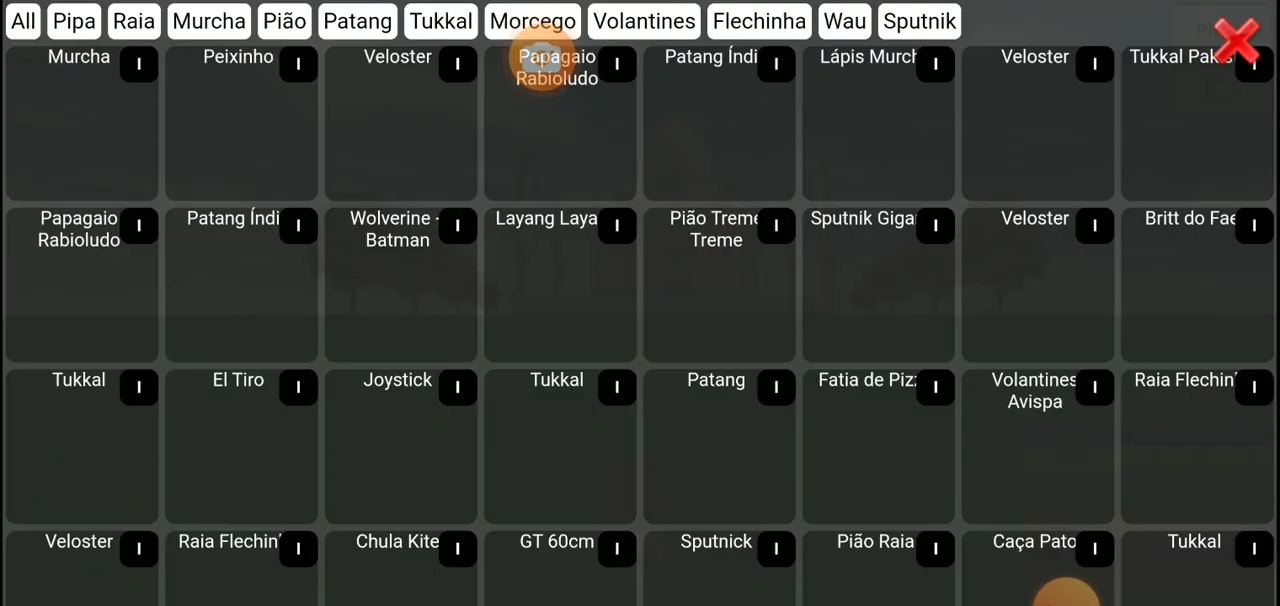 All Pipa Raia Murcha Pião Patang Tukkal Morcego Volantines Flechinha Wau Sputnik
Murcha I Peixinho I Veloster I Papagaio I Patang Índi I Lápis Murch I Veloster I Tukkal Pakis I
Rabioludo
Papagaio I Patang Índi I Wolverine - I Layang Laya I Pião Treme I Sputnik Giga I Veloster I Britt do Fae I
Rabioludo Batman Treme
Tukkal I El Tiro I Joystick I Tukkal I Patang I Fatia de Pizz I Volantines I Raia Flechin I
Avispa
Veloster I Raia Flechin I Chula Kite I GT 60cm I Sputnick I Pião Raia I Caça Pato I Tukkal I